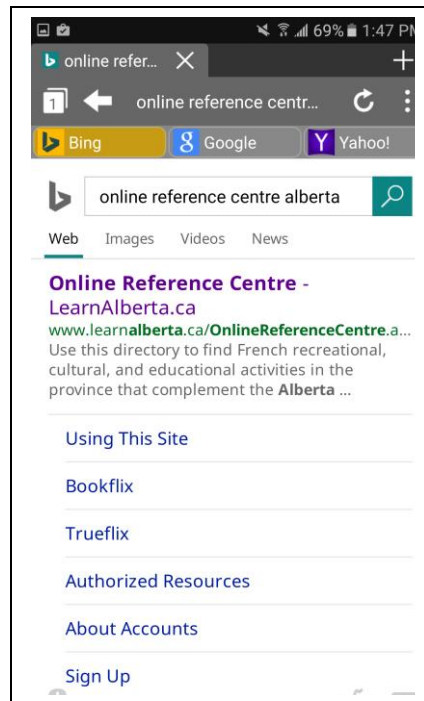 69% 1:47 PM
online refer...
1 online reference centr...
Bing Google Yahoo!
online reference centre alberta
Web Images Videos News
Online Reference Centre -
LearnAlberta.ca
www.learnalberta.ca/OnlineReferenceCentre.a...
Use this directory to find French recreational,
cultural, and educational activities in the
province that complement the Alberta ...
Using This Site
Bookflix
Trueflix
Authorized Resources
About Accounts
Sign Up